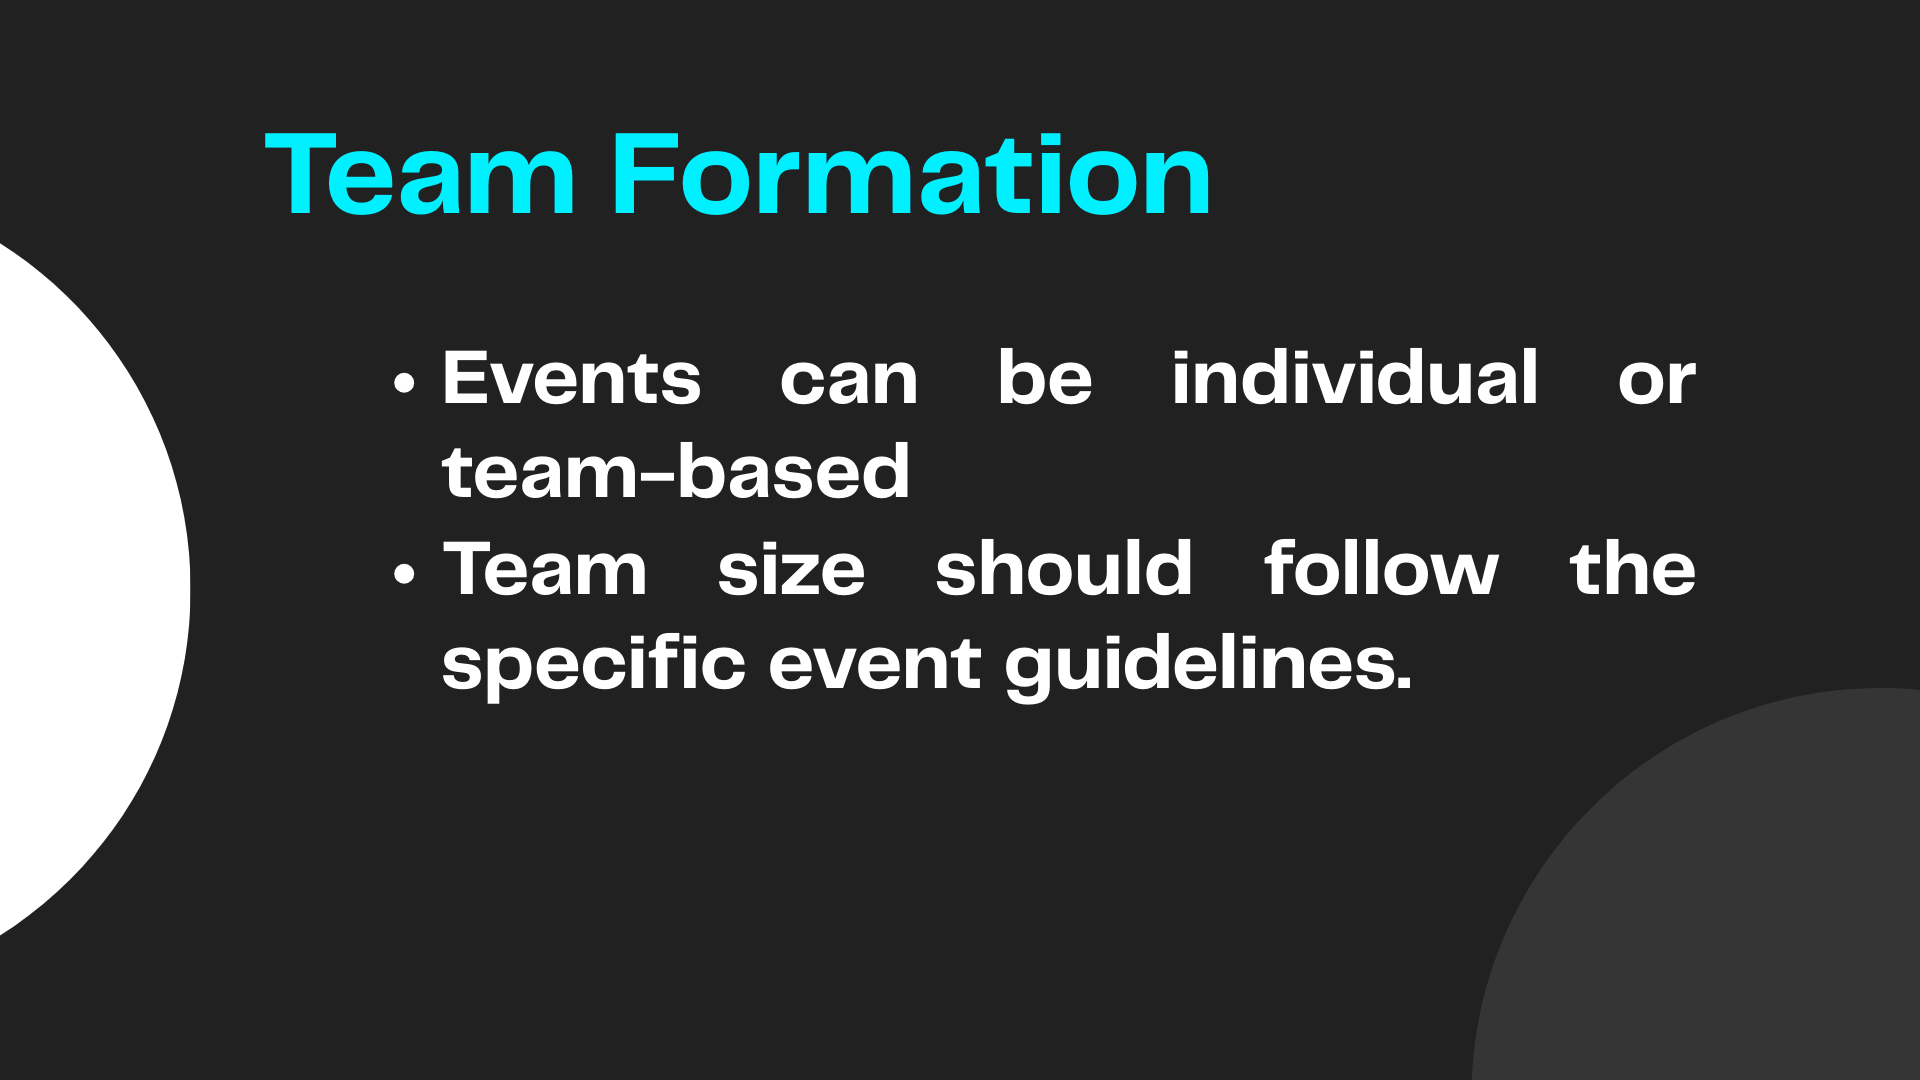 Team Formation
• Events can be individual or
team-based
• Team size should follow the
specific event guidelines.